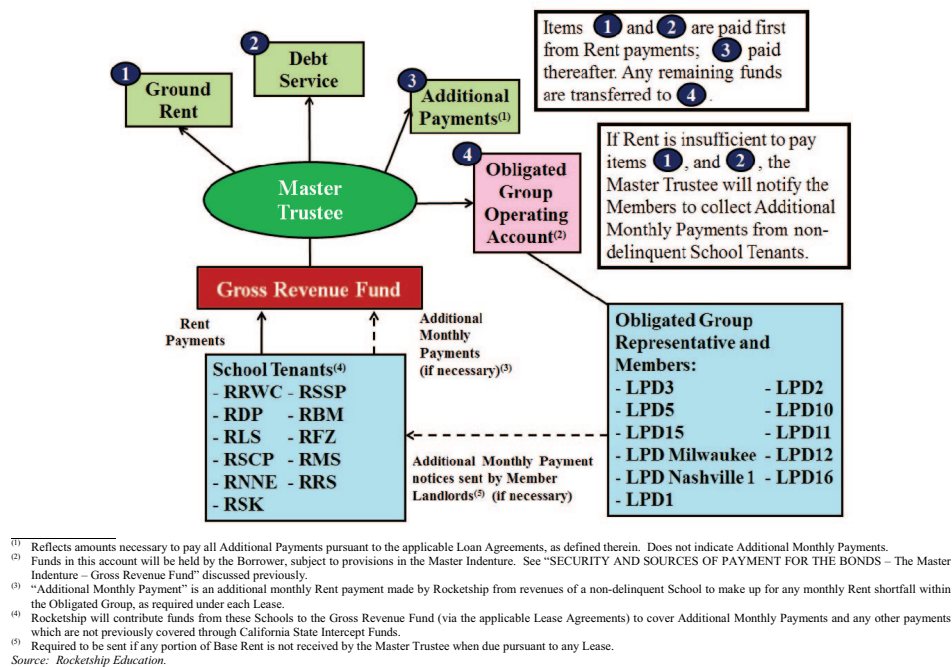 1
Ground
Rent
2
Debt
Service
3
Additional
Payments(1)
Items 1 and 2 are paid first
from Rent payments; 3 paid
thereafter. Any remaining funds
are transferred to 4 .
4
Obligated
Group
Operating
Account(2)
If Rent is insufficient to pay
items 1 , and 2 , the
Master Trustee will notify the
Members to collect Additional
Monthly Payments from non-
delinquent School Tenants.
Master
Trustee
Gross Revenue Fund
Rent
Payments
Additional
Monthly
Payments
(if necessary)(3)
School Tenants(4)
- RRWC - RSSP
- RDP - RBM
- RLS - RFZ
- RSCP - RMS
- RNNE - RRS
- RSK
Additional Monthly Payment
notices sent by Member
Landlords(5) (if necessary)
Obligated Group
Representative and
Members:
- LPD3 - LPD2
- LPD5 - LPD10
- LPD15 - LPD11
- LPD Milwaukee - LPD12
- LPD Nashville 1 - LPD16
- LPD1
(1) Reflects amounts necessary to pay all Additional Payments pursuant to the applicable Loan Agreements, as defined therein. Does not indicate Additional Monthly Payments.
(2) Funds in this account will be held by the Borrower, subject to provisions in the Master Indenture. See “SECURITY AND SOURCES OF PAYMENT FOR THE BONDS – The Master
Indenture – Gross Revenue Fund” discussed previously.
(3) “Additional Monthly Payment” is an additional monthly Rent payment made by Rocketship from revenues of a non-delinquent School to make up for any monthly Rent shortfall within
the Obligated Group, as required under each Lease.
(4) Rocketship will contribute funds from these Schools to the Gross Revenue Fund (via the applicable Lease Agreements) to cover Additional Monthly Payments and any other payments
which are not previously covered through California State Intercept Funds.
(5) Required to be sent if any portion of Base Rent is not received by the Master Trustee when due pursuant to any Lease.
Source: Rocketship Education.